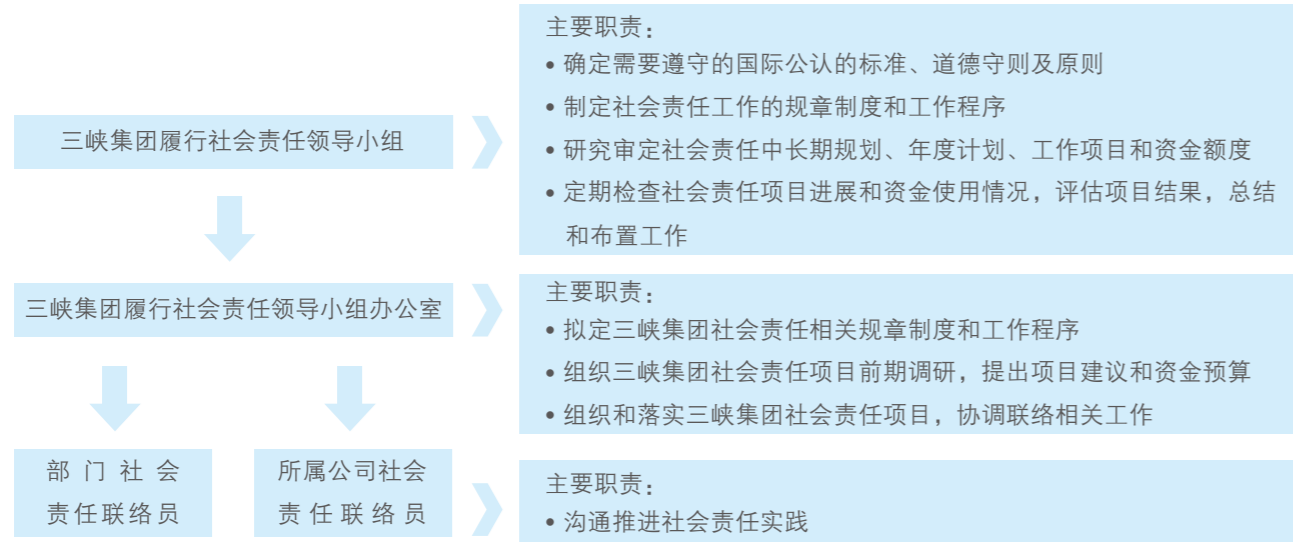 主要职责：
• 确定需要遵守的国际公认的标准、道德守则及原则
• 制定社会责任工作的规章制度和工作程序
三峡集团履行社会责任领导小组
• 研究审定社会责任中长期规划、年度计划、工作项目和资金额度
• 定期检查社会责任项目进展和资金使用情况，评估项目结果，总结
和布置工作
三峡集团履行社会责任领导小组办公室
主要职责：
• 拟定三峡集团社会责任相关规章制度和工作程序
• 组织三峡集团社会责任项目前期调研，提出项目建议和资金预算
• 组织和落实三峡集团社会责任项目，协调联络相关工作
部门社会
责任联络员
所属公司社会
责任联络员
主要职责：
• 沟通推进社会责任实践